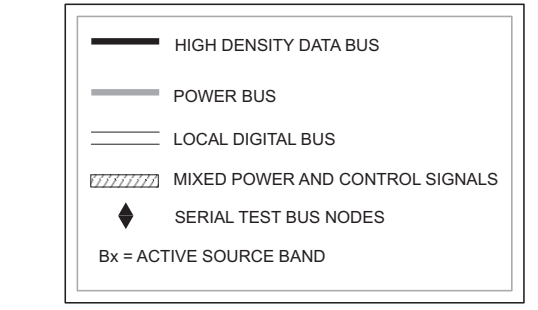 HIGH DENSITY DATA BUS
POWER BUS
LOCAL DIGITAL BUS
MIXED POWER AND CONTROL SIGNALS
SERIAL TEST BUS NODES
Bx = ACTIVE SOURCE BAND